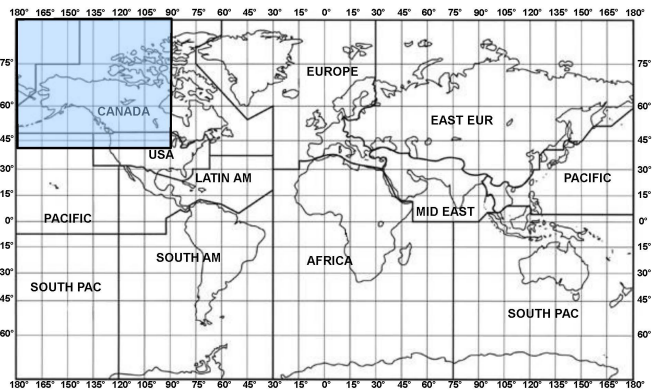 180° 165° 150° 135° 120° 105° 90° 75° 60° 45° 30° 15° 0° 15° 30° 45° 60° 75° 90° 105° 120° 135° 150° 165° 180°
75° EUROPE 75°
60° CANADA EAST EUR 60°
45° USA 45°
30° LATIN AM PACIFIC 30°
15° PACIFIC MID EAST 15°
0° 0°
15° SOUTH AM AFRICA 15°
30° SOUTH PAC 30°
45° SOUTH PAC 45°
60° 60°
180° 165° 150° 135° 120° 105° 90° 75° 60° 45° 30° 15° 0° 15° 30° 45° 60° 75° 90° 105° 120° 135° 150° 165° 180°